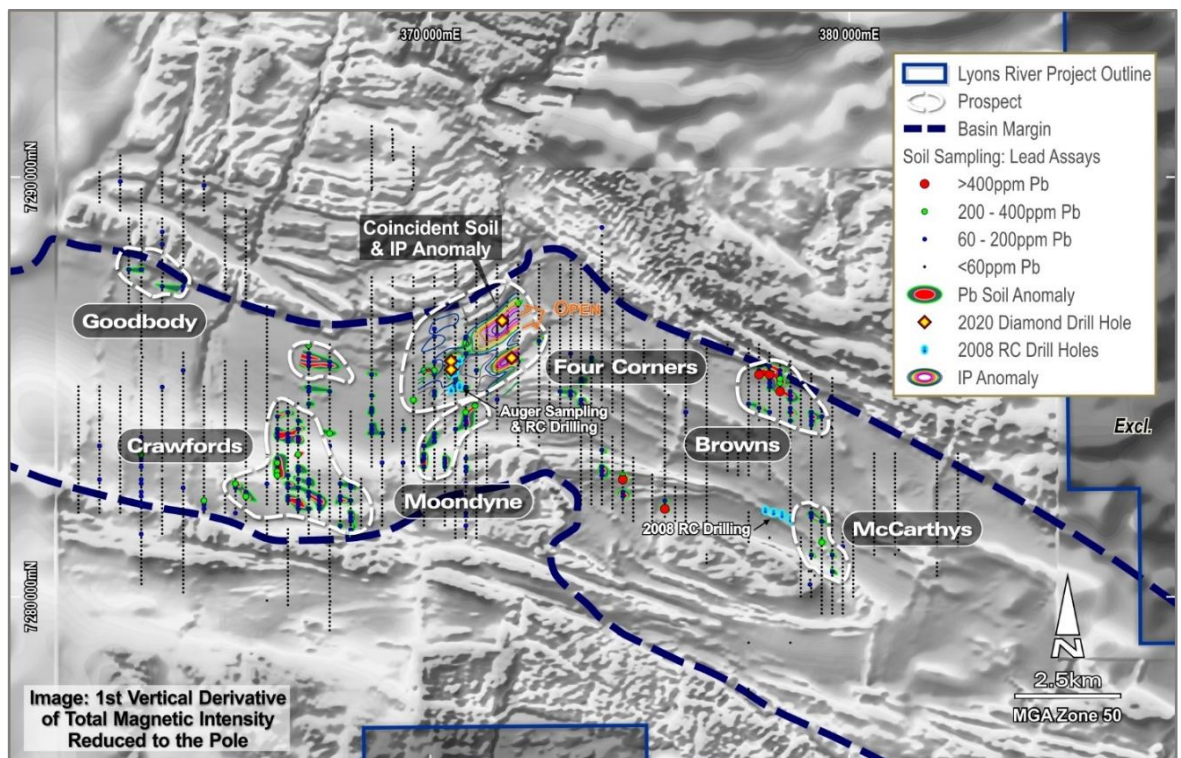 370 000mE
380 000mE
7 290 000mN
7 280 000mN
Lyons River Project Outline
Prospect
Basin Margin
Soil Sampling: Lead Assays
>400ppm Pb
200 - 400ppm Pb
60 - 200ppm Pb
<60ppm Pb
Pb Soil Anomaly
2020 Diamond Drill Hole
2008 RC Drill Holes
IP Anomaly
Coincident Soil
& IP Anomaly
OPEN
Goodbody
Four Corners
Auger Sampling
& RC Drilling
Crawfords
Browns
Excl.
Moondyne
2008 RC Drilling
McCarthys
N
2.5km
MGA Zone 50
Image: 1st Vertical Derivative
of Total Magnetic Intensity
Reduced to the Pole